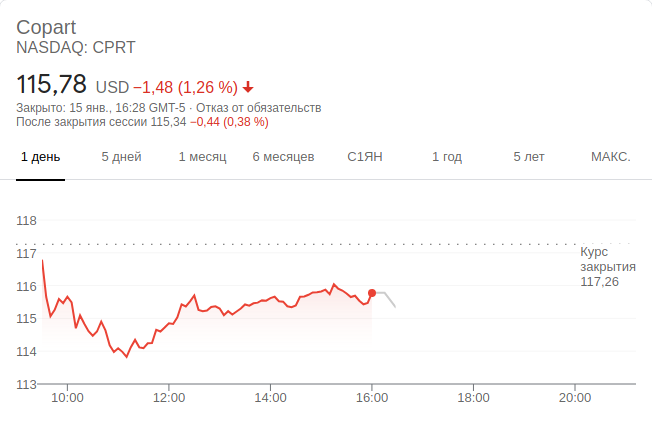 Copart
NASDAQ: CPRT
115,78 USD −1,48 (1,26 %)
Закрыто: 15 янв., 16:28 GMT-5 · Отказ от обязательств
После закрытия сессии 115,34 −0,44 (0,38 %)
1 день 5 дней 1 месяц 6 месяцев С1ЯН 1 год 5 лет МАКС.
118
117
Курс
закрытия
117,26
116
115
114
113
10:00 12:00 14:00 16:00 18:00 20:00